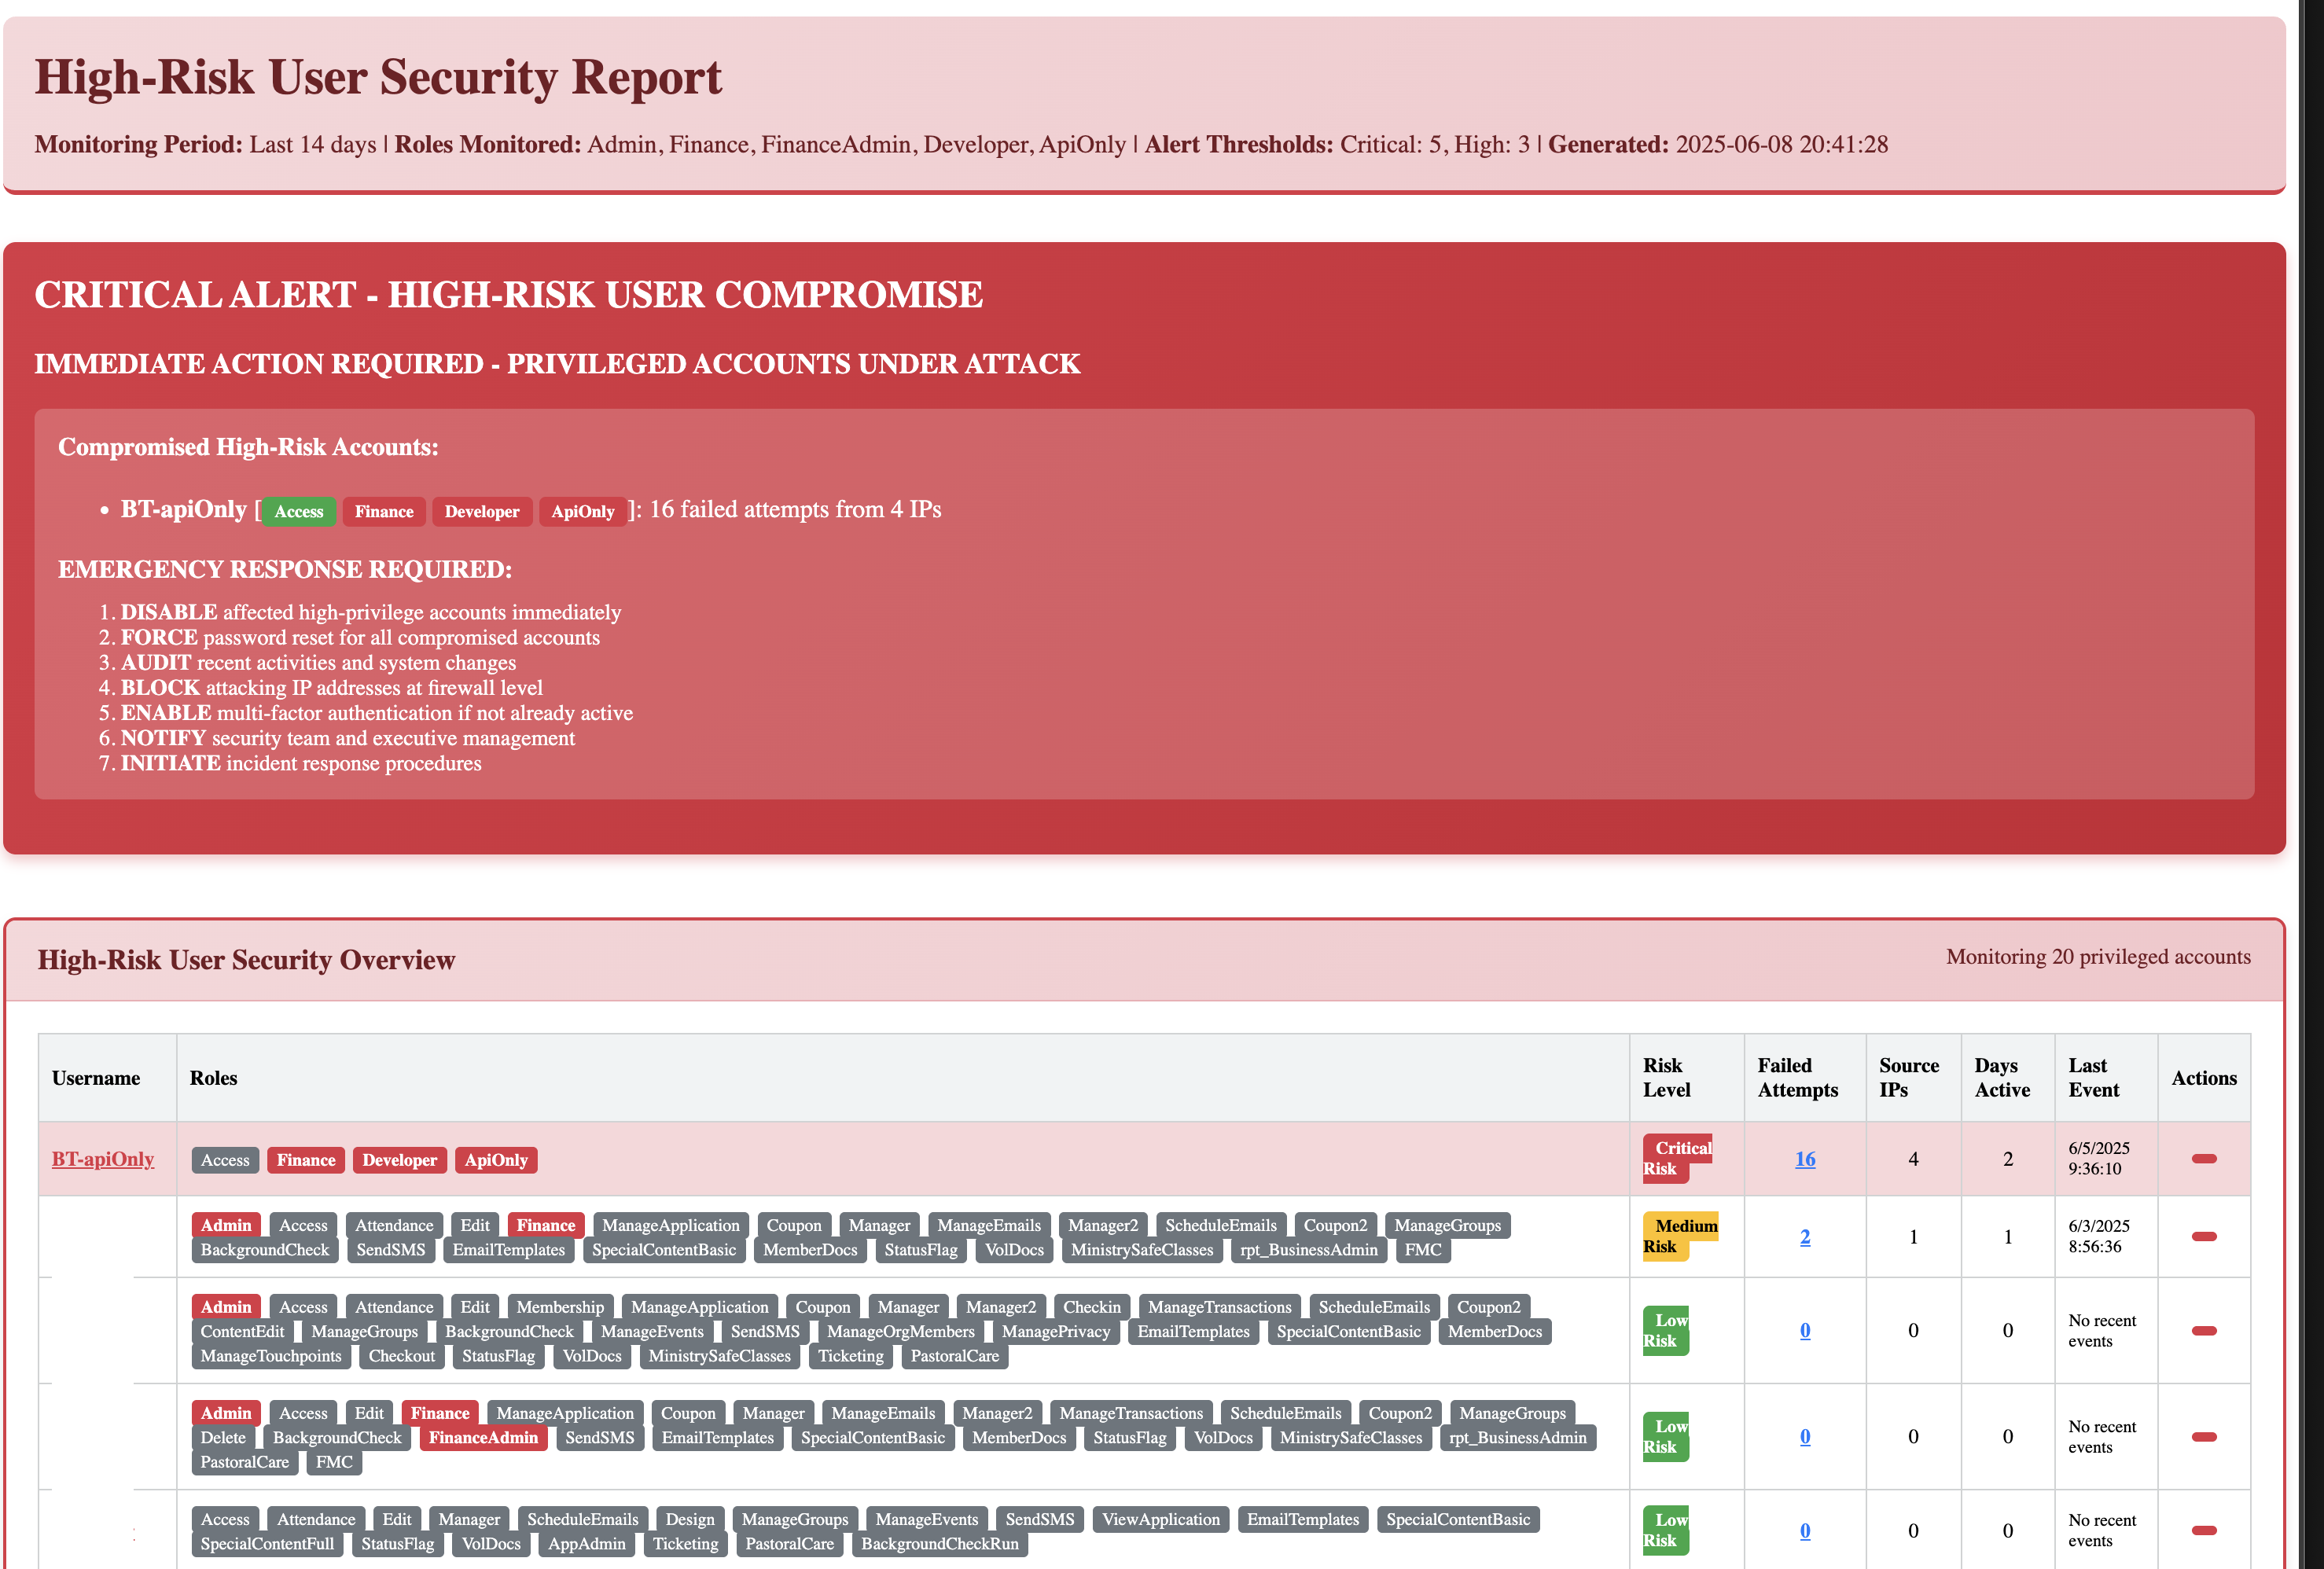 High-Risk User Security Report
Monitoring Period: Last 14 days | Roles Monitored: Admin, Finance, FinanceAdmin, Developer, ApiOnly | Alert Thresholds: Critical: 5, High: 3 | Generated: 2025-06-08 20:41:28
CRITICAL ALERT - HIGH-RISK USER COMPROMISE
IMMEDIATE ACTION REQUIRED - PRIVILEGED ACCOUNTS UNDER ATTACK
Compromised High-Risk Accounts:
• BT-apiOnly [Access Finance Developer ApiOnly]: 16 failed attempts from 4 IPs
EMERGENCY RESPONSE REQUIRED:
1. DISABLE affected high-privilege accounts immediately
2. FORCE password reset for all compromised accounts
3. AUDIT recent activities and system changes
4. BLOCK attacking IP addresses at firewall level
5. ENABLE multi-factor authentication if not already active
6. NOTIFY security team and executive management
7. INITIATE incident response procedures
High-Risk User Security Overview
Monitoring 20 privileged accounts
Username
Roles
Risk
Level
Failed
Attempts
Source
IPs
Days
Active
Last
Event
Actions
BT-apiOnly
Access Finance Developer ApiOnly
Critical
Risk
16
4
2
6/5/2025
9:36:10
Admin Access Attendance Edit Finance ManageApplication Coupon Manager ManageEmails Manager2 ScheduleEmails Coupon2 ManageGroups
BackgroundCheck SendSMS EmailTemplates SpecialContentBasic MemberDocs StatusFlag VolDocs MinistrySafeClasses rpt_BusinessAdmin FMC
Medium
Risk
2
1
1
6/3/2025
8:56:36
Admin Access Attendance Edit Membership ManageApplication Coupon Manager Manager2 Checkin ManageTransactions ScheduleEmails Coupon2
ContentEdit ManageGroups BackgroundCheck ManageEvents SendSMS ManageOrgMembers ManagePrivacy EmailTemplates SpecialContentBasic MemberDocs
ManageTouchpoints Checkout StatusFlag VolDocs MinistrySafeClasses Ticketing PastoralCare
Low
Risk
0
0
0
No recent
events
Admin Access Edit Finance ManageApplication Coupon Manager ManageEmails Manager2 ManageTransactions ScheduleEmails Coupon2 ManageGroups
Delete BackgroundCheck FinanceAdmin SendSMS EmailTemplates SpecialContentBasic MemberDocs StatusFlag VolDocs MinistrySafeClasses rpt_BusinessAdmin
PastoralCare FMC
Low
Risk
0
0
0
No recent
events
Access Attendance Edit Manager ScheduleEmails Design ManageGroups ManageEvents SendSMS ViewApplication EmailTemplates SpecialContentBasic
SpecialContentFull StatusFlag VolDocs AppAdmin Ticketing PastoralCare BackgroundCheckRun
Low
Risk
0
0
0
No recent
events